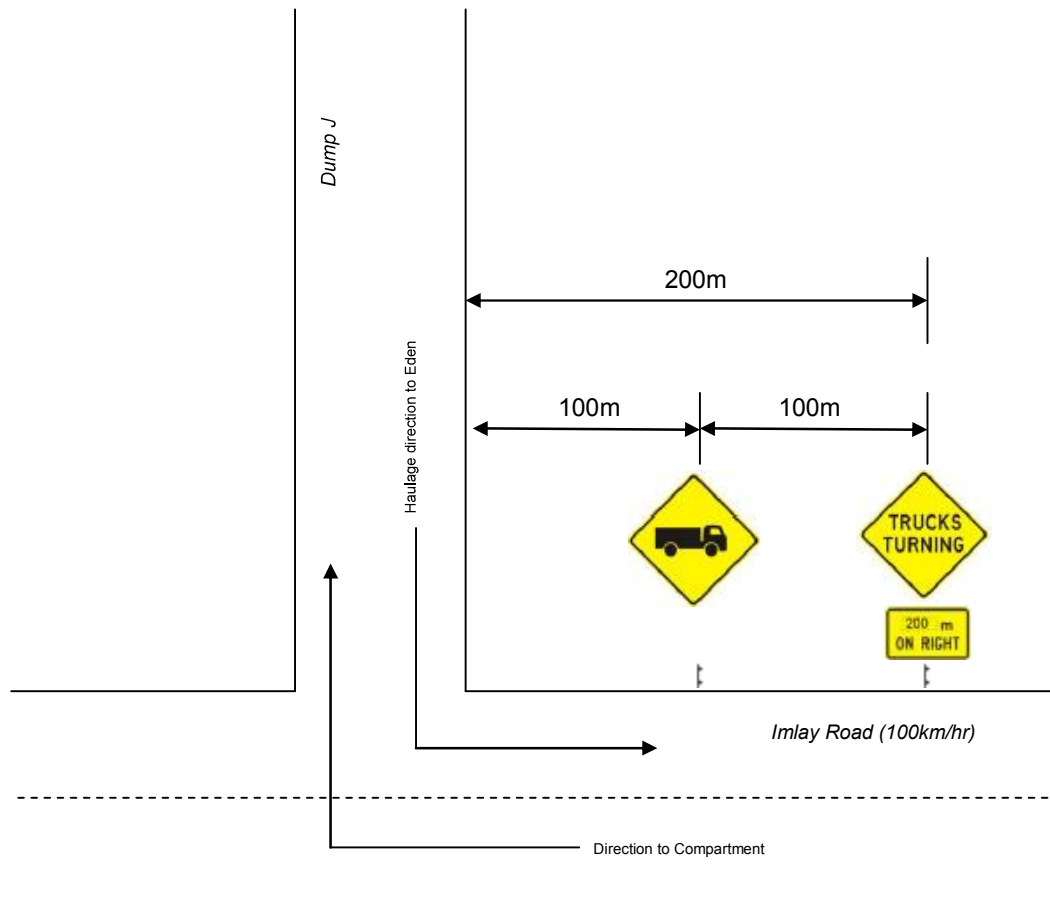 Dump J
200m
Haulage direction to Eden
100m
100m
TRUCKS
TURNING
200 m
ON RIGHT
Imlay Road (100km/hr)
Direction to Compartment